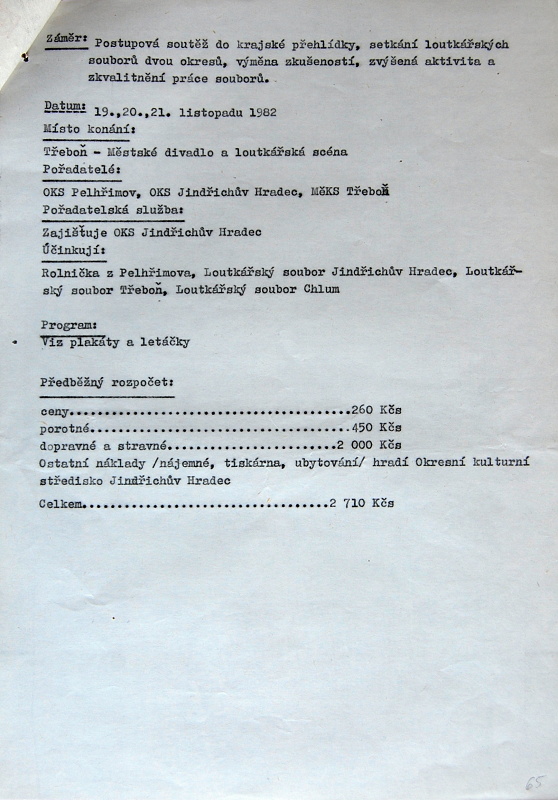 Záměr: Postupová soutěž do krajské přehlídky, setkání loutkářských
souborů dvou okresů, výměna zkušeností, zvýšená aktivita a
zkvalitnění práce souborů.
Datum: 19.,20.,21. listopadu 1982
Místo konání:
Třeboň - Městské divadlo a loutkářská scéna
Pořadatelé:
OKS Pelhřimov, OKS Jindřichův Hradec, MěKS Třeboň
Pořadatelská služba:
Zajišťuje OKS Jindřichův Hradec
Účinkují:
Rolnička z Pelhřimova, Loutkářský soubor Jindřichův Hradec, Loutkář-
ský soubor Třeboň, Loutkářský soubor Chlum
Program:
Viz plakáty a letáčky
Předběžný rozpočet:
ceny........................................260 Kčs
porotné.....................................450 Kčs
dopravné a stravné........................2 000 Kčs
Ostatní náklady /nájemné, tiskárna, ubytování/ hradí Okresní kulturní
středisko Jindřichův Hradec
Celkem...................................2 710 Kčs
65